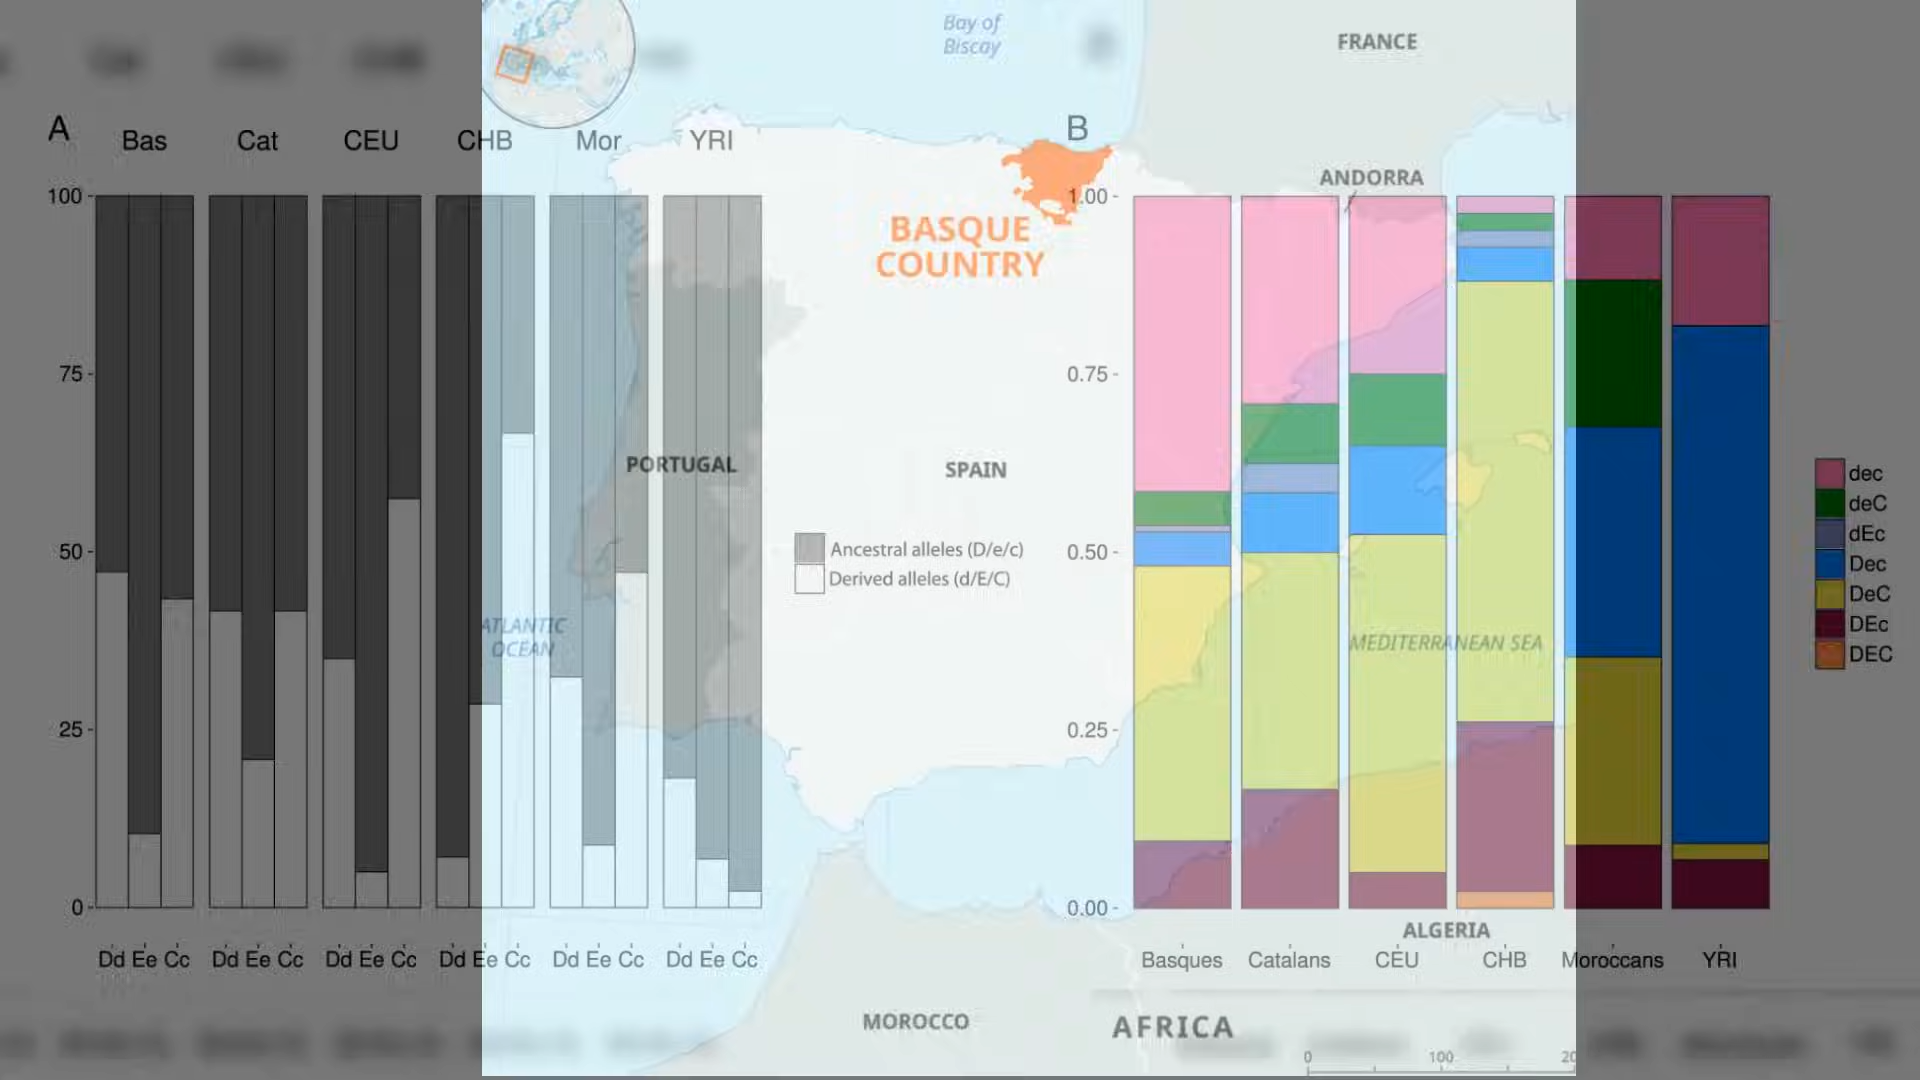 Bay of
Biscay
FRANCE
A
Bas
Cat
CEU
CHB
Mor
YRI
B
ANDORRA
BASQUE
COUNTRY
100
75
50
25
0
PORTUGAL
SPAIN
Ancestral alleles (D/e/c)
Derived alleles (d/E/C)
ATLANTIC
OCEAN
Dd Ee Cc
Dd Ee Cc
Dd Ee Cc
Dd Ee Cc
Dd Ee Cc
Dd Ee Cc
1.00
0.75
0.50
0.25
0.00
MEDITERRANEAN SEA
dec
deC
dEc
Dec
DeC
DEc
DEC
ALGERIA
Basques
Catalans
CEU
CHB
Moroccans
YRI
MOROCCO
AFRICA
0
100